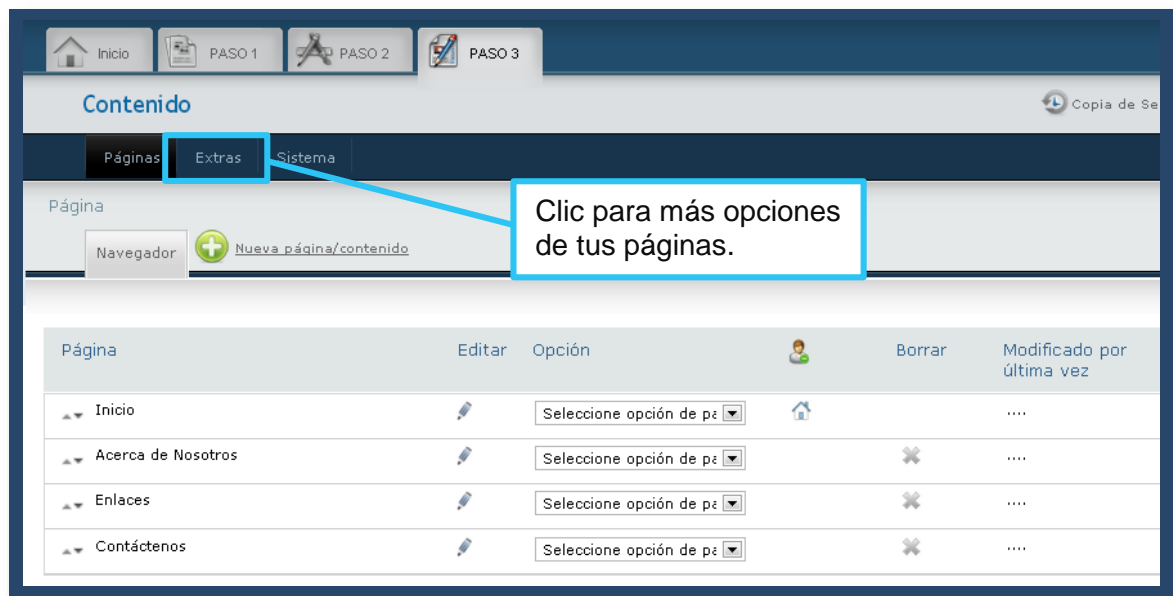 Inicio PASO 1 PASO 2 PASO 3
Contenido Copia de Se
Páginas Extras Sistema
Clic para más opciones
de tus páginas.
Página
Navegador Nueva página/contenido
Página Editar Opción Borrar Modificado por
última vez
Inicio Seleccione opción de pa ....
Acerca de Nosotros Seleccione opción de pa ....
Enlaces Seleccione opción de pa ....
Contáctenos Seleccione opción de pa ....